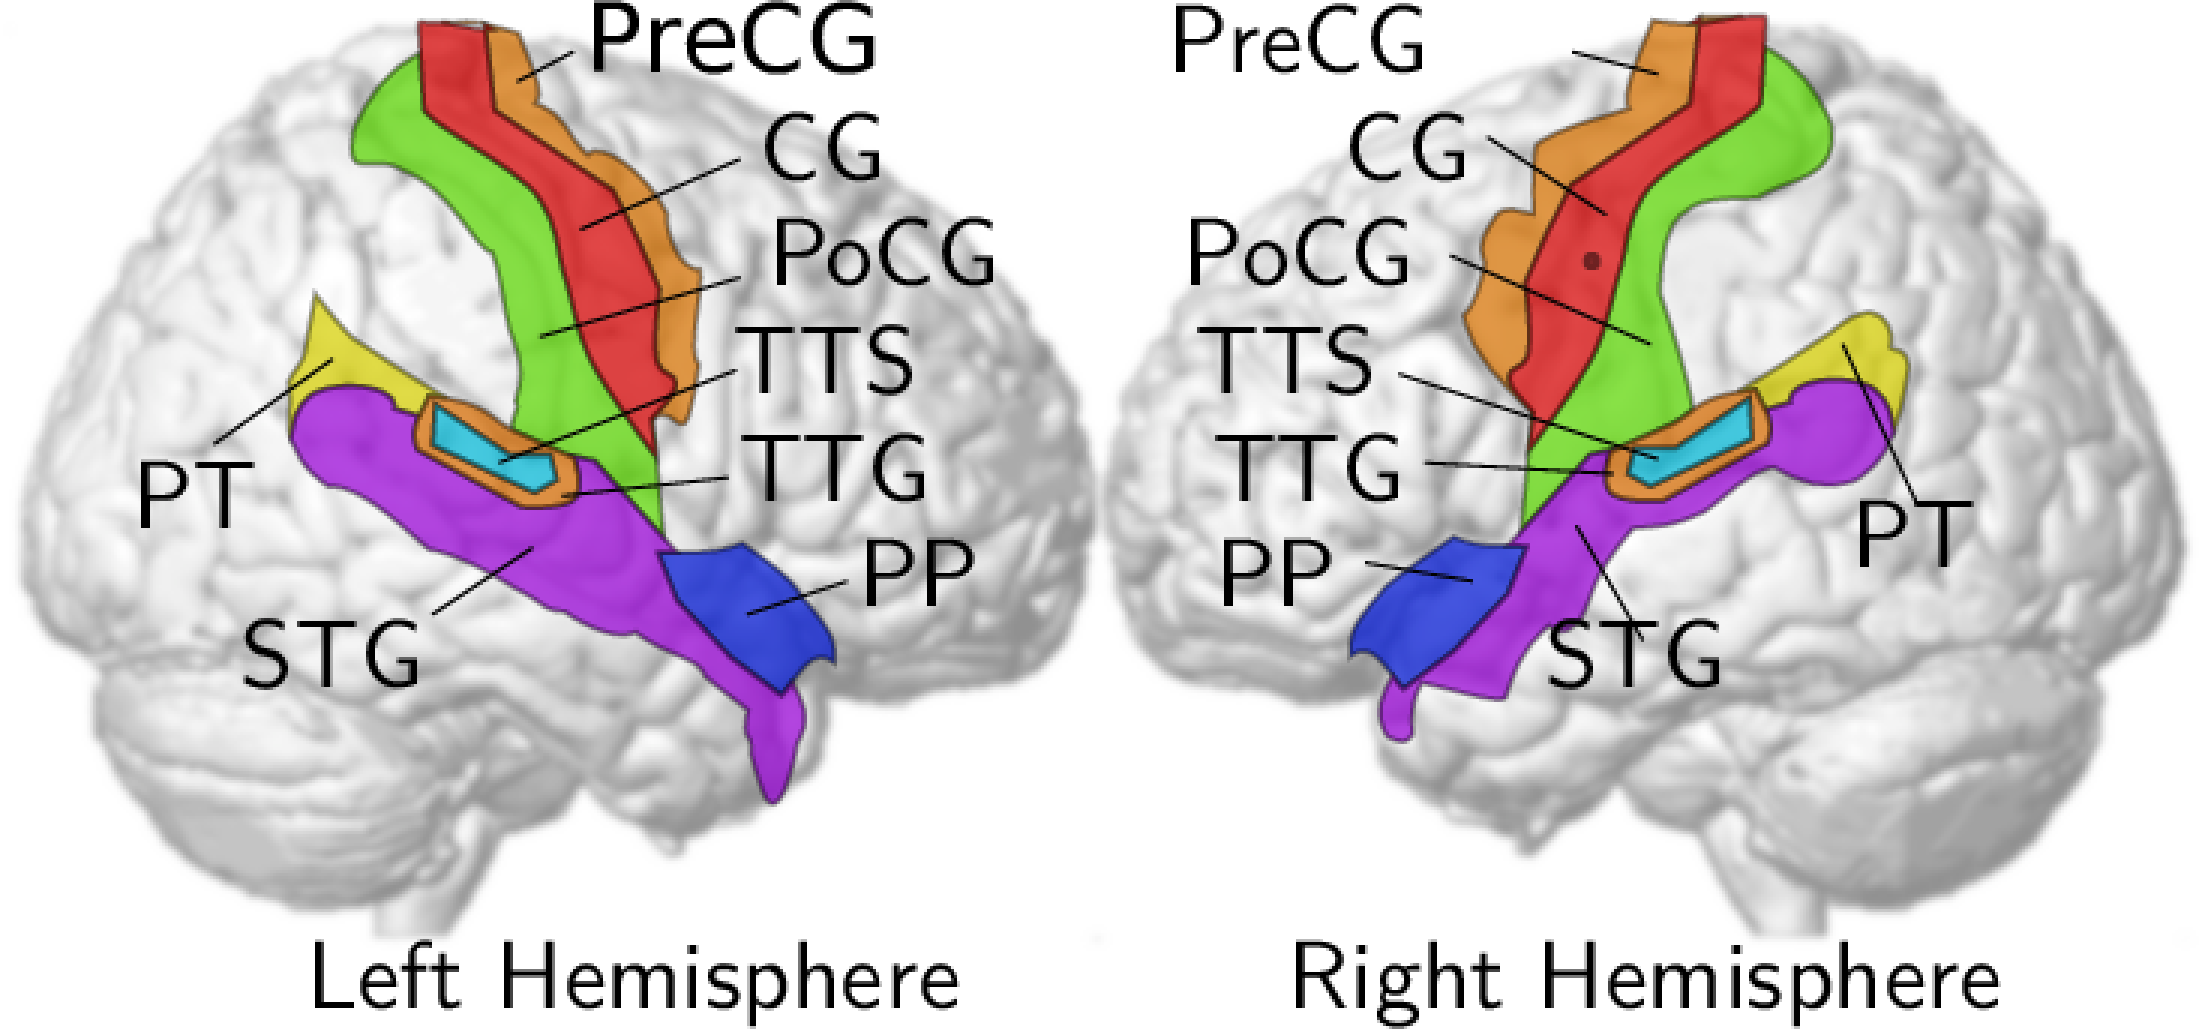 PreCG
CG
PoCG
TTS
TTG
PP
PT
STG
Left Hemisphere
PreCG
CG
PoCG
TTS
TTG
PP
PT
STG
Right Hemisphere